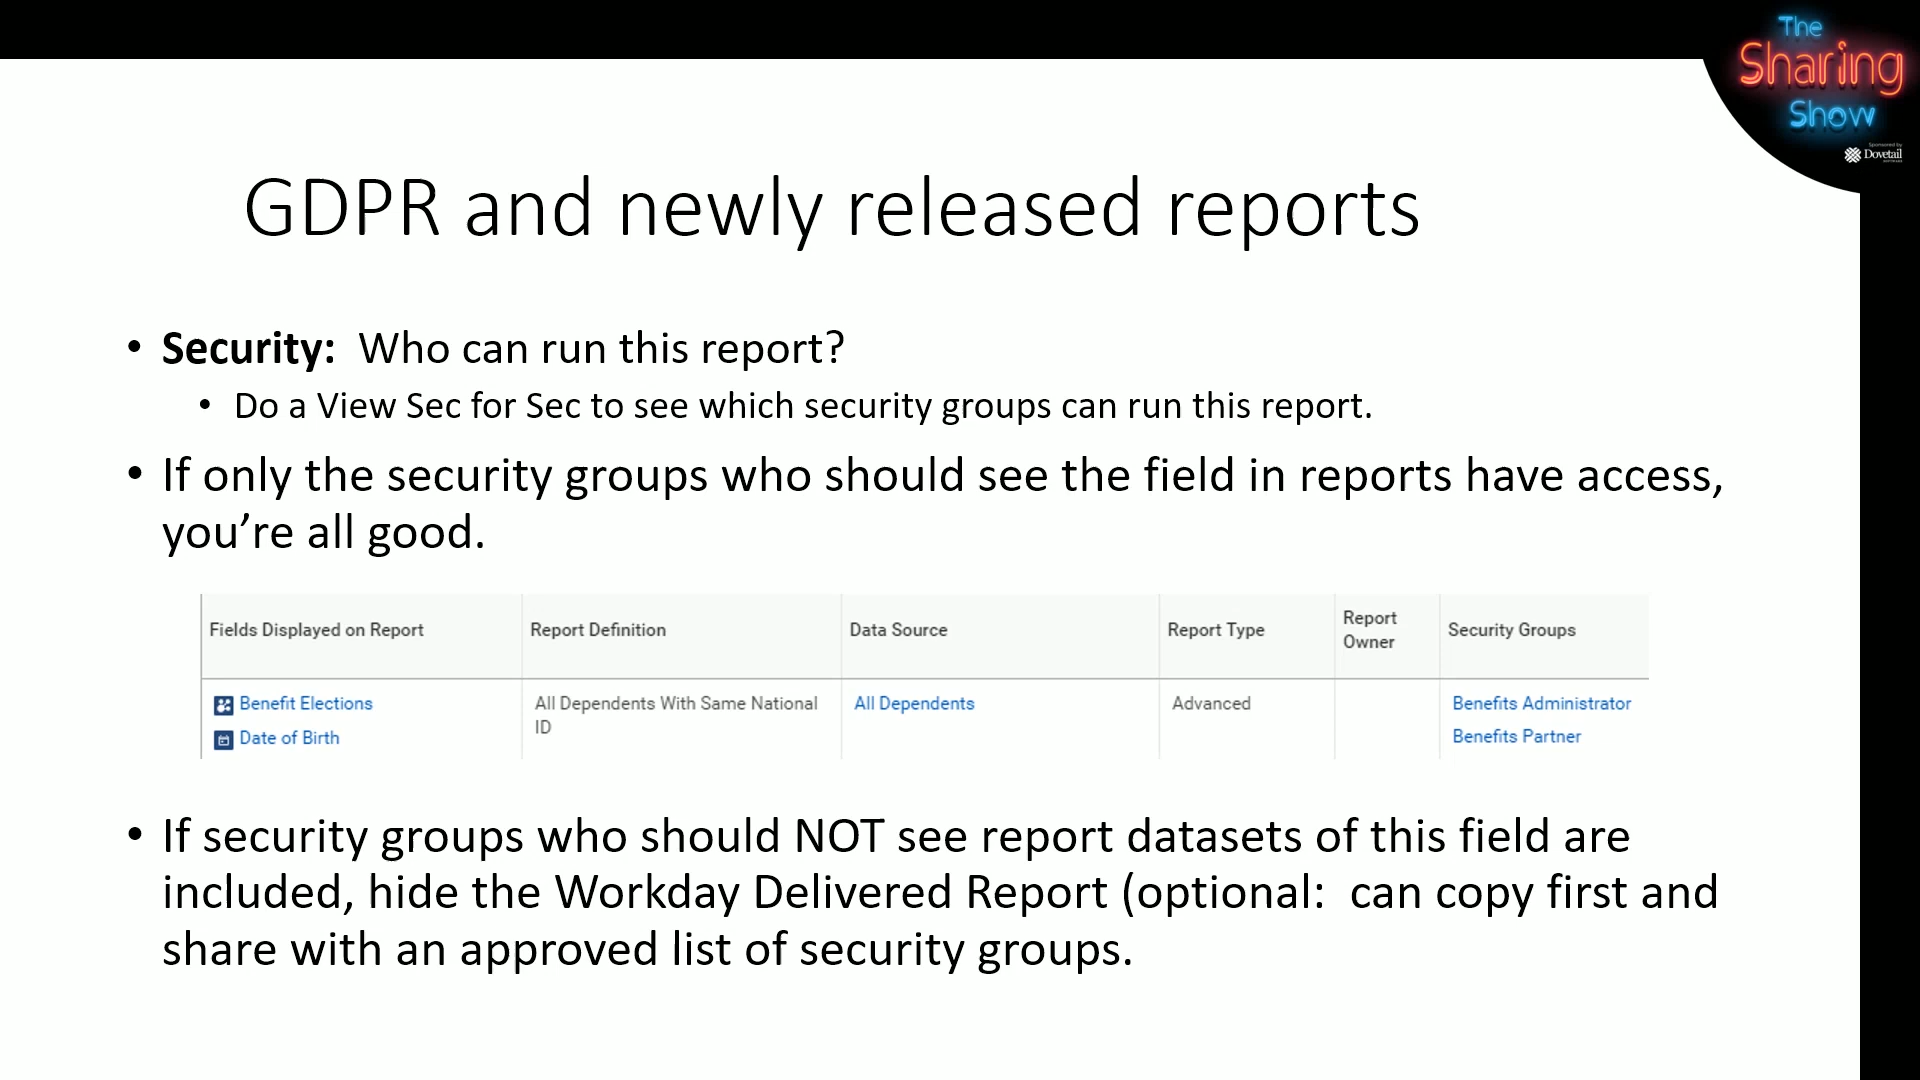 The
Sharing
Show
Sponsored by
Dovetail
SOFTWARE
GDPR and newly released reports
• Security:  Who can run this report?
• Do a View Sec for Sec to see which security groups can run this report.
• If only the security groups who should see the field in reports have access,
you’re all good.
Fields Displayed on Report Report Definition Data Source Report Type Report Owner Security Groups
Benefit Elections All Dependents With Same National ID All Dependents Advanced Benefits Administrator
Date of Birth Benefits Partner
• If security groups who should NOT see report datasets of this field are
included, hide the Workday Delivered Report (optional:  can copy first and
share with an approved list of security groups.